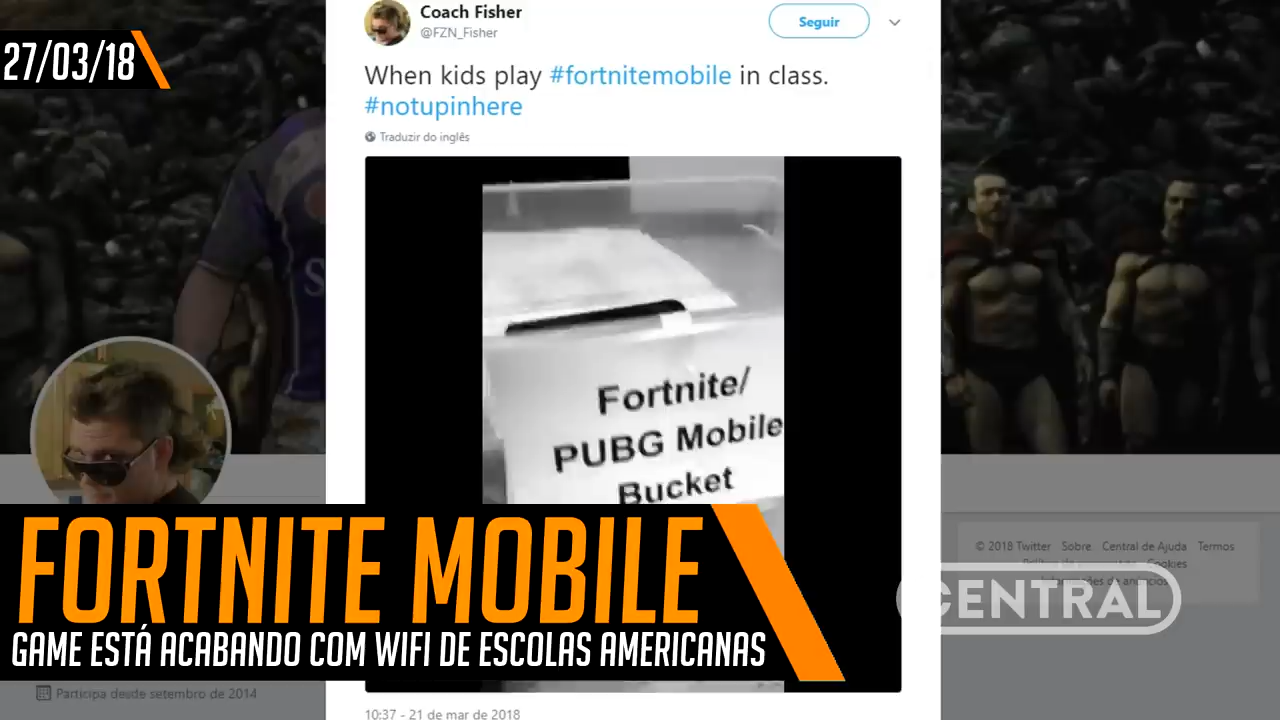 27/03/18
Coach Fisher
@FZN_Fisher
Seguir
When kids play #fortnitemobile in class.
#notupinhere
Traduzir do inglês
Fortnite/
PUBG Mobile
Bucket
FORTNITE MOBILE
GAME ESTÁ ACABANDO COM WIFI DE ESCOLAS AMERICANAS
© 2018 Twitter Sobre Central de Ajuda Termos
Cookies
CENTRAL
Participa desde setembro de 2014
10:37 - 21 de mar de 2018